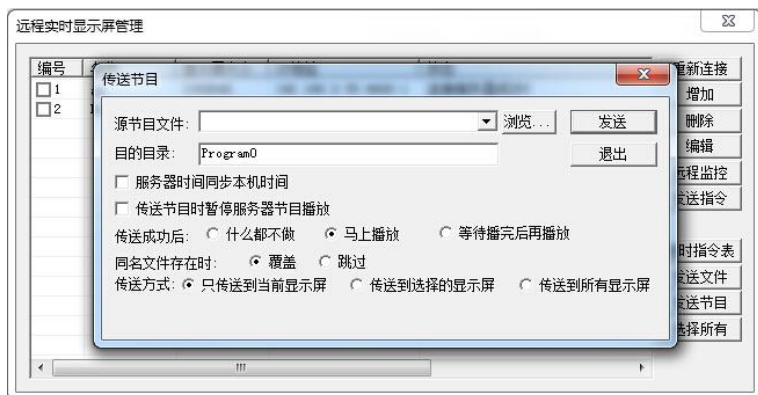 远程实时显示屏管理
编号
1
2
重新连接
增加
删除
编辑
远程监控
发送指令
时指令表
发送文件
发送节目
选择所有
传送节目
源节目文件: 浏览... 发送
目的目录: Program0 退出
服务器时间同步本机时间
传送节目时暂停服务器节目播放
传送成功后: 什么都不做 马上播放 等待播完后再播放
同名文件存在时: 覆盖 跳过
传送方式: 只传送到当前显示屏 传送到选择的显示屏 传送到所有显示屏